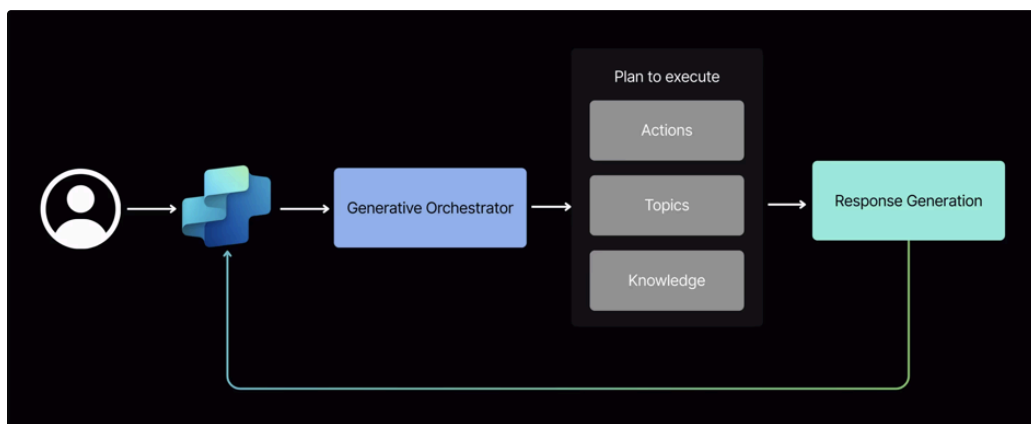 Plan to execute
Actions
Generative Orchestrator
Topics
Response Generation
Knowledge